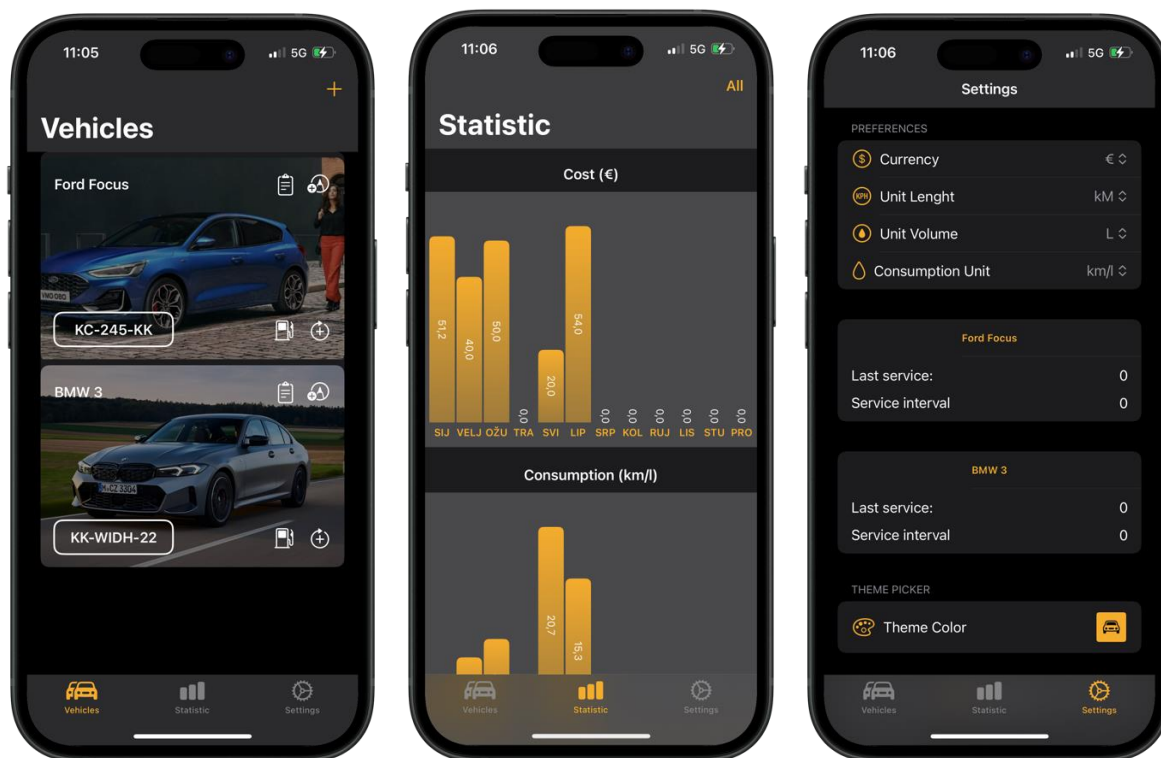 11:05
5G
+
Vehicles
Ford Focus
KC-245-KK
BMW 3
M·CZ 3304
KK-WIDH-22
Vehicles
Statistic
Settings
11:06
5G
All
Statistic
Cost (€)
51,2
40,0
50,0
0,0
20,0
54,0
0,0
0,0
0,0
0,0
0,0
0,0
SIJ VELJ OŽU TRA SVI LIP SRP KOL RUJ LIS STU PRO
Consumption (km/l)
20,7
15,3
Vehicles
Statistic
Settings
11:06
5G
Settings
PREFERENCES
$
Currency
€
KPH
Unit Lenght
kM
Unit Volume
L
Consumption Unit
km/l
Ford Focus
Last service:
0
Service interval
0
BMW 3
Last service:
0
Service interval
0
THEME PICKER
Theme Color
Vehicles
Statistic
Settings